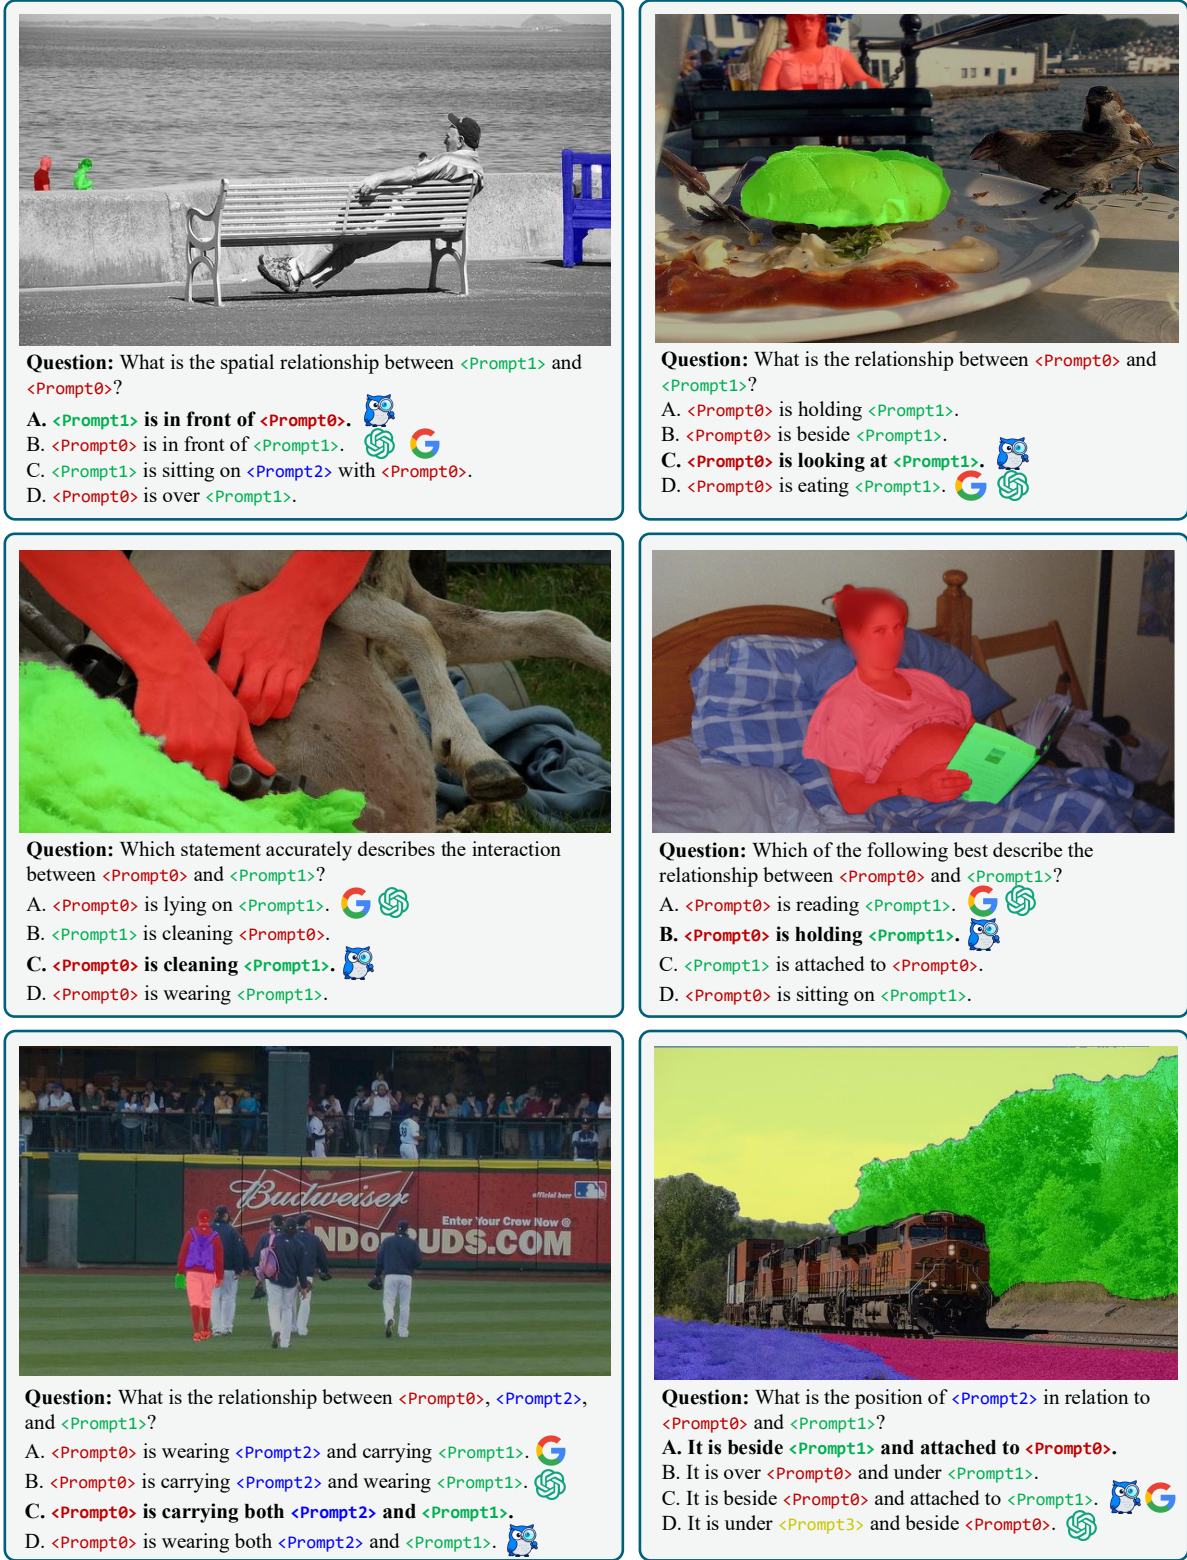 Question: What is the spatial relationship between <Prompt1> and
<Prompt0>?
A. <Prompt1> is in front of <Prompt0>.
B. <Prompt0> is in front of <Prompt1>.
C. <Prompt1> is sitting on <Prompt2> with <Prompt0>.
D. <Prompt0> is over <Prompt1>.
Question: What is the relationship between <Prompt0> and
<Prompt1>?
A. <Prompt0> is holding <Prompt1>.
B. <Prompt0> is beside <Prompt1>.
C. <Prompt0> is looking at <Prompt1>.
D. <Prompt0> is eating <Prompt1>.
Question: Which statement accurately describes the interaction
between <Prompt0> and <Prompt1>?
A. <Prompt0> is lying on <Prompt1>.
B. <Prompt1> is cleaning <Prompt0>.
C. <Prompt0> is cleaning <Prompt1>.
D. <Prompt0> is wearing <Prompt1>.
Question: Which of the following best describe the
relationship between <Prompt0> and <Prompt1>?
A. <Prompt0> is reading <Prompt1>.
B. <Prompt0> is holding <Prompt1>.
C. <Prompt1> is attached to <Prompt0>.
D. <Prompt0> is sitting on <Prompt1>.
Budweiser
official beer
Enter Your Crew Now @
NDOFBUDS.COM
Question: What is the relationship between <Prompt0>, <Prompt2>,
and <Prompt1>?
A. <Prompt0> is wearing <Prompt2> and carrying <Prompt1>.
B. <Prompt0> is carrying <Prompt2> and wearing <Prompt1>.
C. <Prompt0> is carrying both <Prompt2> and <Prompt1>.
D. <Prompt0> is wearing both <Prompt2> and <Prompt1>.
Question: What is the position of <Prompt2> in relation to
<Prompt0> and <Prompt1>?
A. It is beside <Prompt1> and attached to <Prompt0>.
B. It is over <Prompt0> and under <Prompt1>.
C. It is beside <Prompt0> and attached to <Prompt1>.
D. It is under <Prompt3> and beside <Prompt0>.